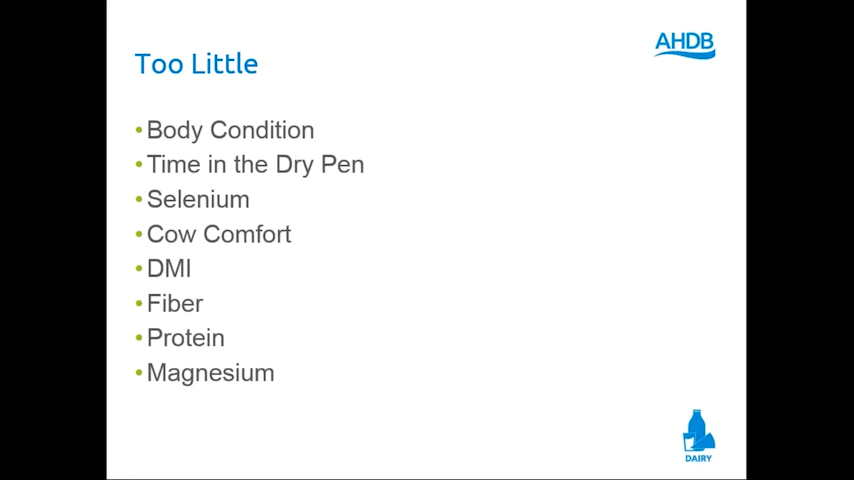 AHDB
Too Little
• Body Condition
• Time in the Dry Pen
• Selenium
• Cow Comfort
• DMI
• Fiber
• Protein
• Magnesium
DAIRY